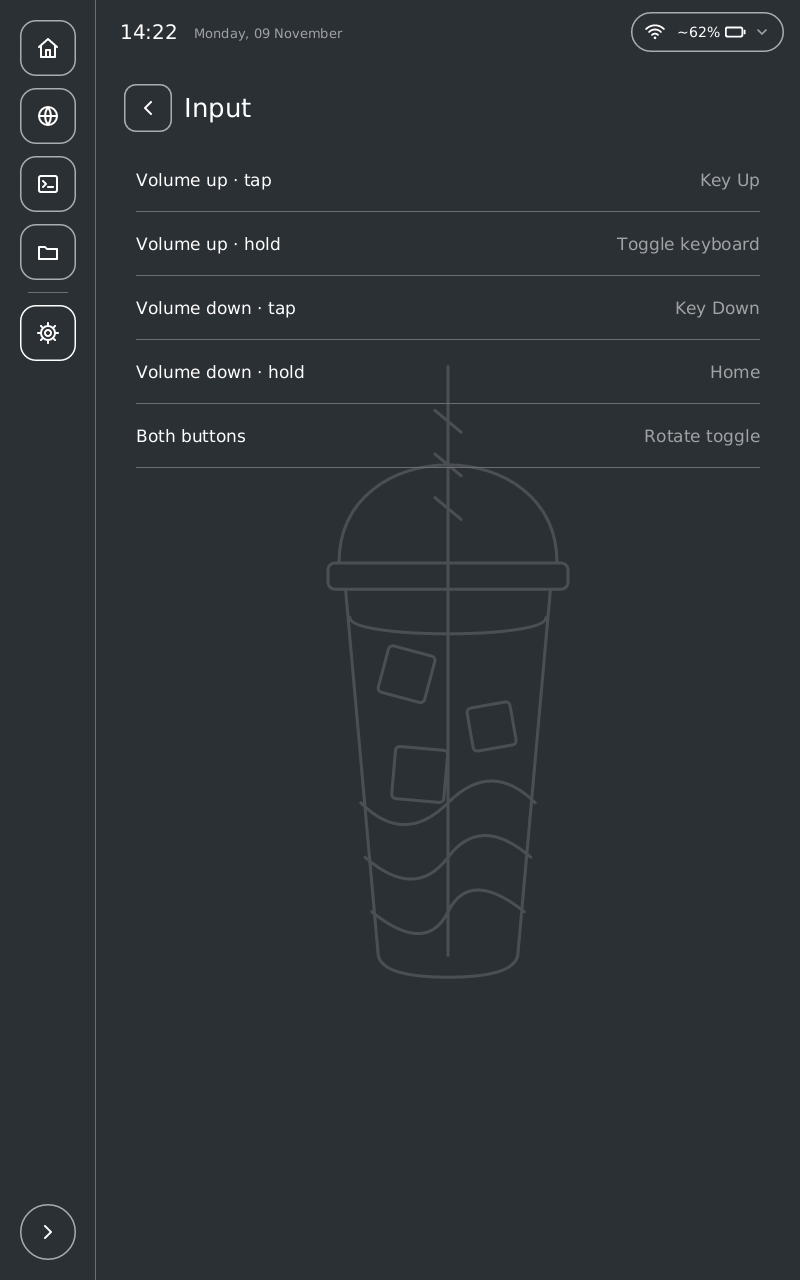 14:22 Monday, 09 November ~62%
Input
Volume up · tap Key Up
Volume up · hold Toggle keyboard
Volume down · tap Key Down
Volume down · hold Home
Both buttons Rotate toggle